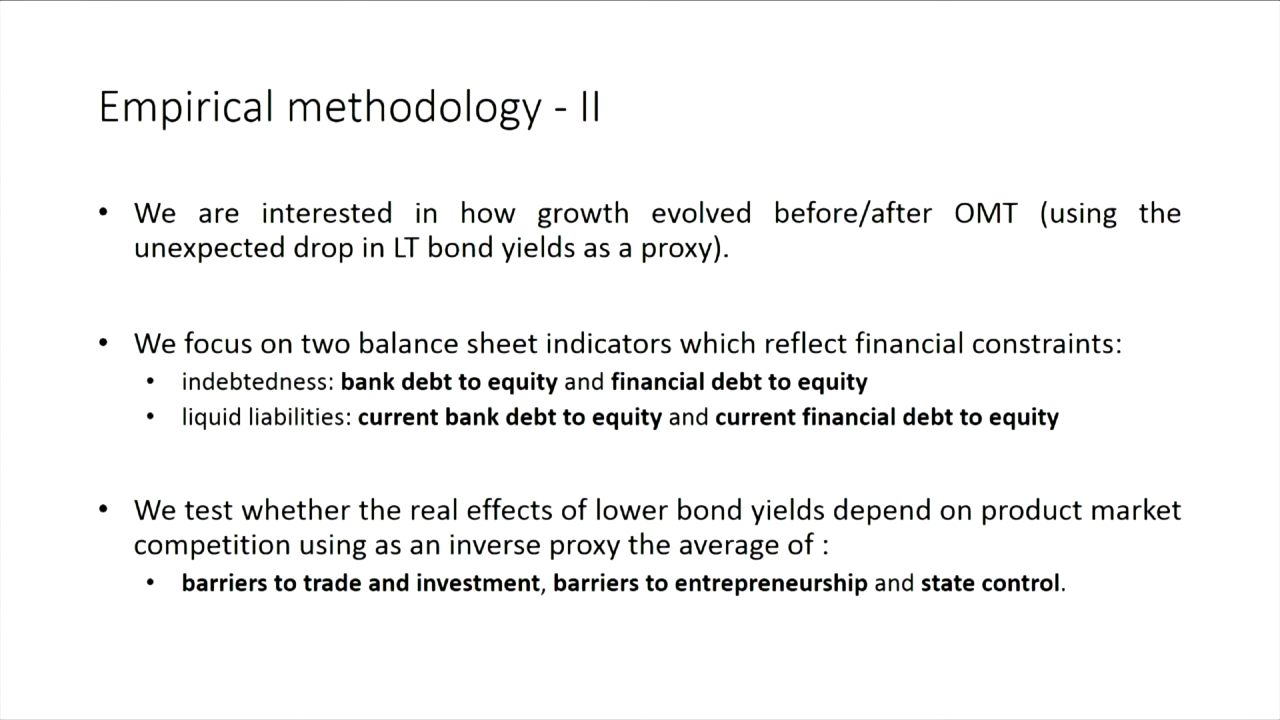 Empirical methodology - II
• We are interested in how growth evolved before/after OMT (using the
unexpected drop in LT bond yields as a proxy).
• We focus on two balance sheet indicators which reflect financial constraints:
• indebtedness: bank debt to equity and financial debt to equity
• liquid liabilities: current bank debt to equity and current financial debt to equity
• We test whether the real effects of lower bond yields depend on product market
competition using as an inverse proxy the average of :
• barriers to trade and investment, barriers to entrepreneurship and state control.